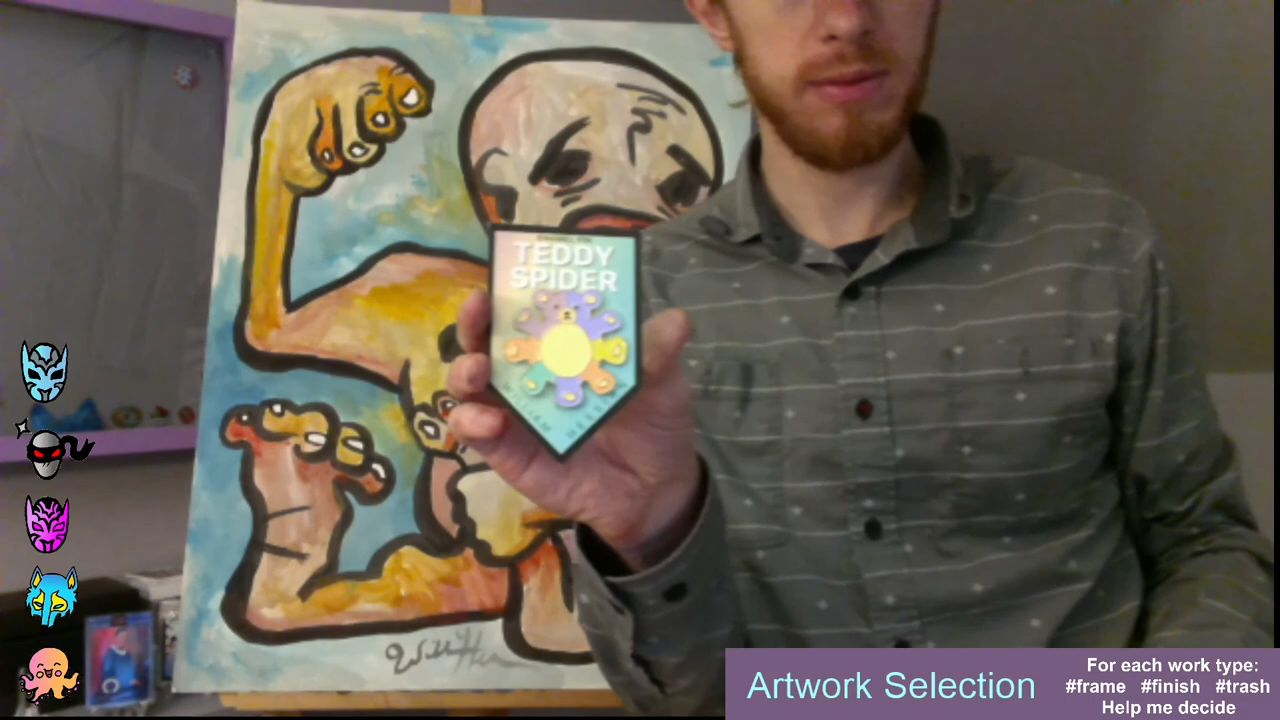 TEDDY
SPIDER
Artwork Selection
For each work type:
#frame #finish #trash
Help me decide